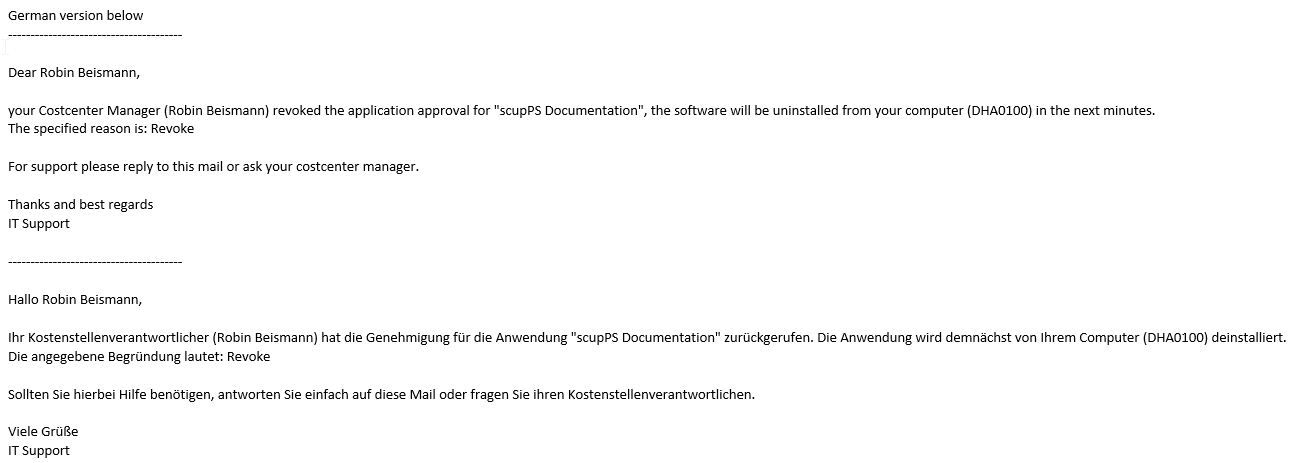 German version below
---------------------------------------
Dear Robin Beismann,
your Costcenter Manager (Robin Beismann) revoked the application approval for "scupPS Documentation", the software will be uninstalled from your computer (DHA0100) in the next minutes.
The specified reason is: Revoke
For support please reply to this mail or ask your costcenter manager.
Thanks and best regards
IT Support
---------------------------------------
Hallo Robin Beismann,
Ihr Kostenstellenverantwortlicher (Robin Beismann) hat die Genehmigung für die Anwendung "scupPS Documentation" zurückgerufen. Die Anwendung wird demnächst von Ihrem Computer (DHA0100) deinstalliert.
Die angegebene Begründung lautet: Revoke
Sollten Sie hierbei Hilfe benötigen, antworten Sie einfach auf diese Mail oder fragen Sie ihren Kostenstellenverantwortlichen.
Viele Grüße
IT Support